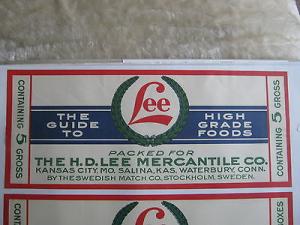 CONTAINING 5 GROSS
Lee
THE
GUIDE
TO
HIGH
GRADE
FOODS
PACKED FOR
THE H.D. LEE MERCANTILE CO.
KANSAS CITY, MO. SALINA, KAS. WATERBURY, CONN.
BY THE SWEDISH MATCH CO., STOCKHOLM, SWEDEN.
CONTAINING 5 GROSS
Lee